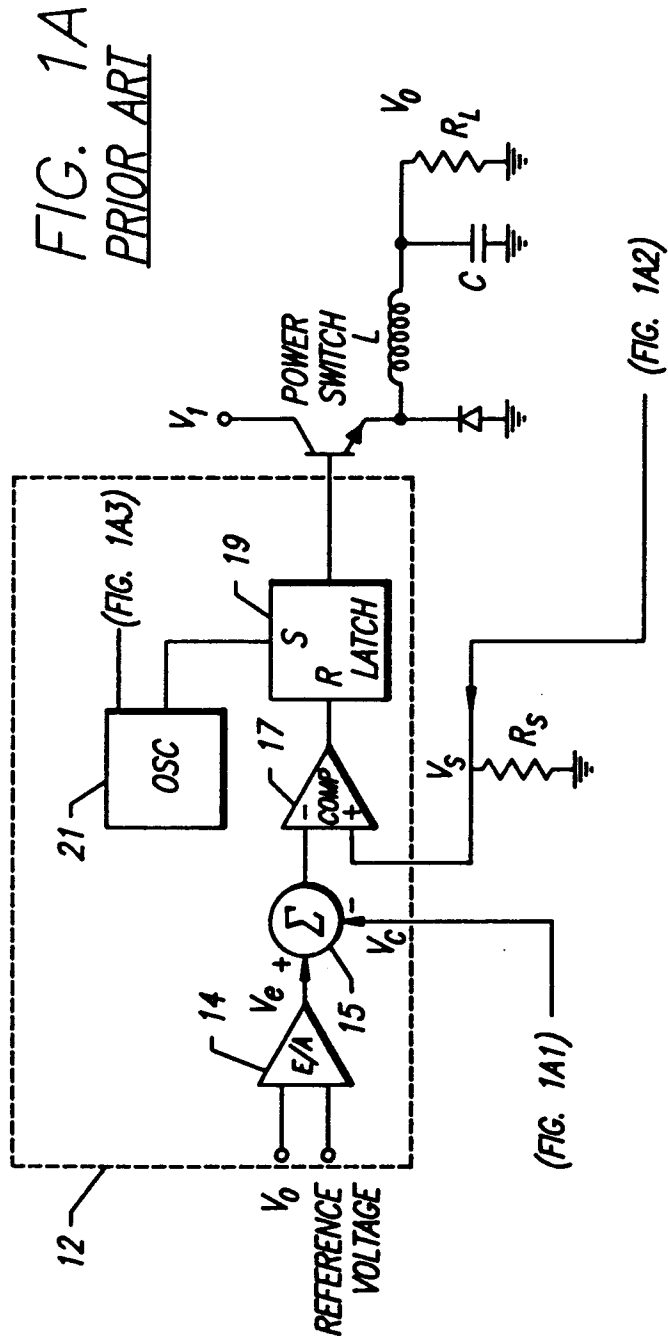 FIG. 1A
PRIOR ART
12
V0
REFERENCE
VOLTAGE
14
E/A
Ve
+
Σ
15
-
VC
(FIG. 1A1)
21
OSC
(FIG. 1A3)
17
-
COMP
+
19
S
R
LATCH
VS
RS
(FIG. 1A2)
V1
POWER
SWITCH
L
C
V0
RL